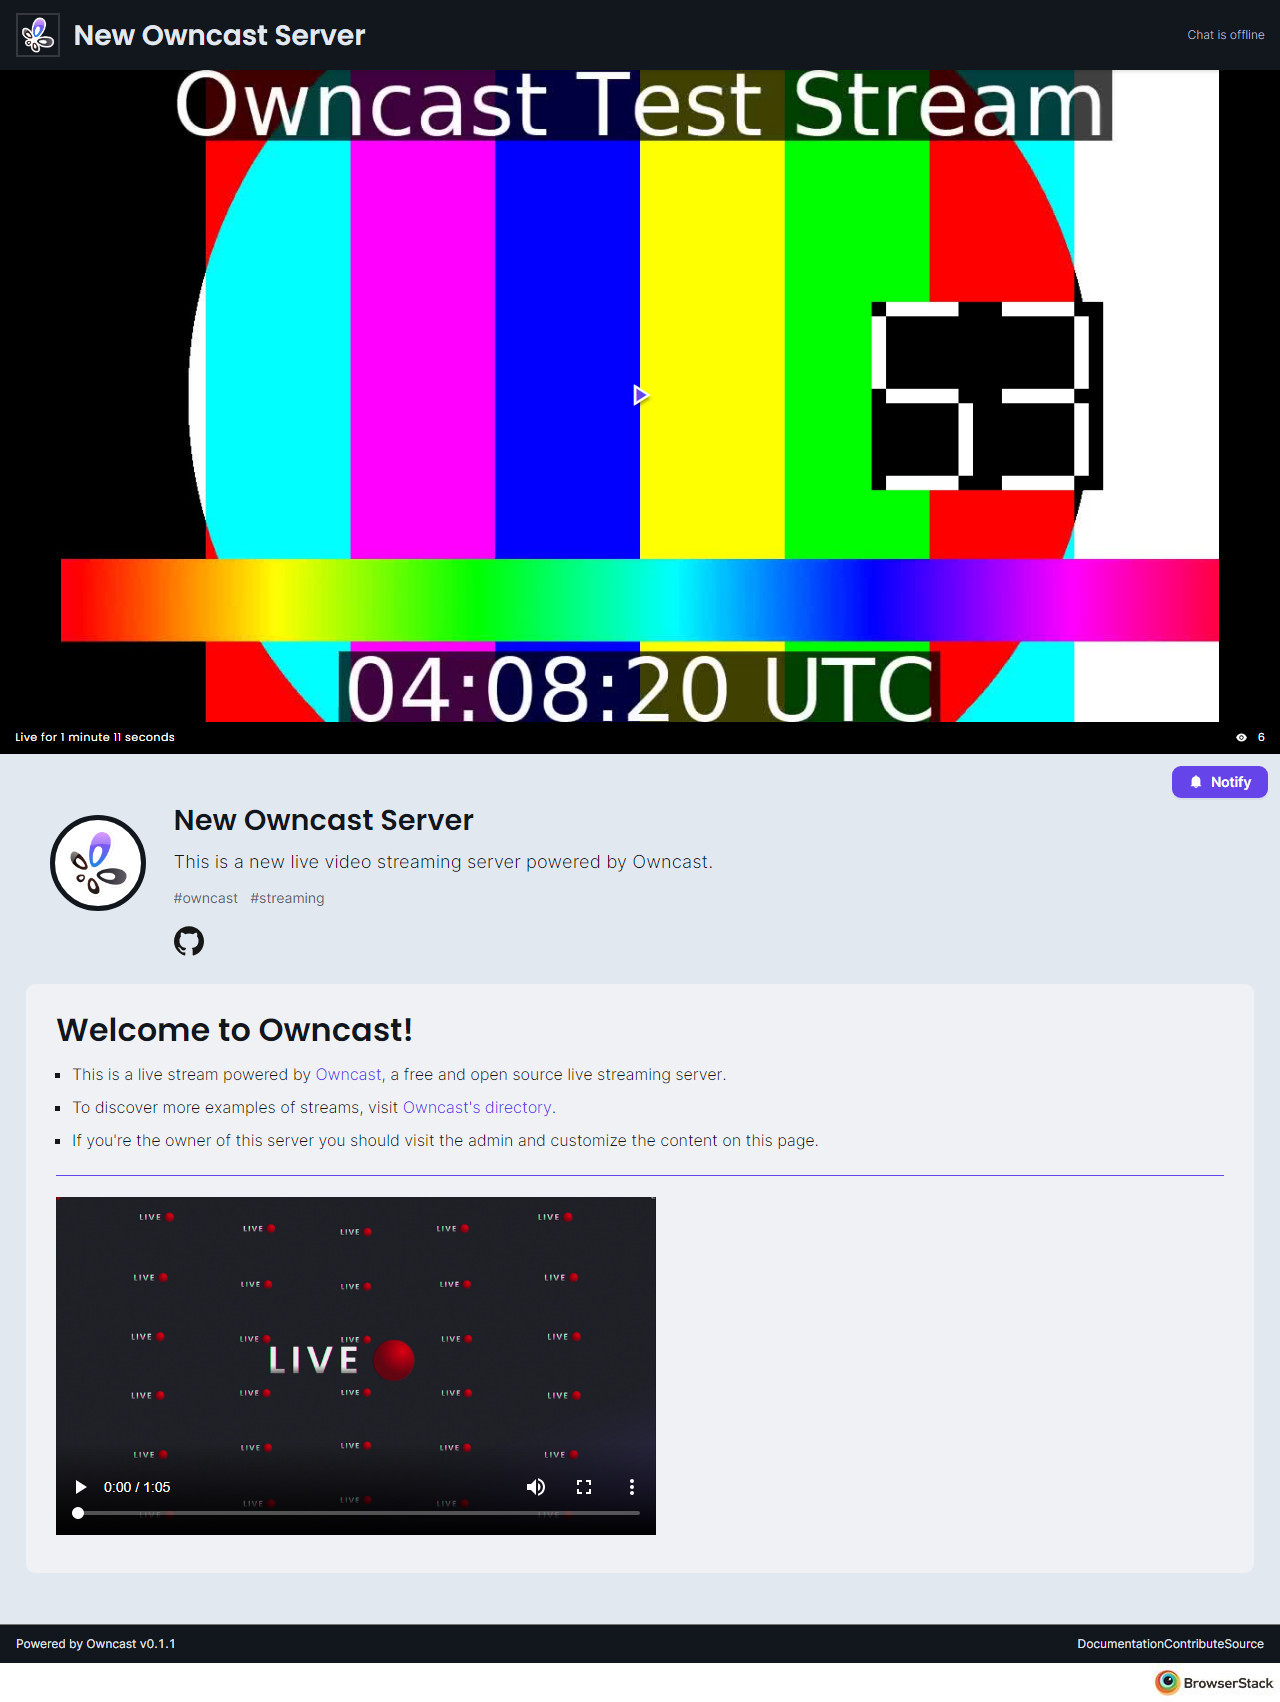 New Owncast Server
Chat is offline
Owncast Test Stream
53
04:08:20 UTC
Live for 1 minute 11 seconds
6
Notify
New Owncast Server
This is a new live video streaming server powered by Owncast.
#owncast #streaming
Welcome to Owncast!
This is a live stream powered by Owncast, a free and open source live streaming server.
To discover more examples of streams, visit Owncast's directory.
If you're the owner of this server you should visit the admin and customize the content on this page.
LIVE LIVE LIVE LIVE LIVE
LIVE LIVE LIVE LIVE LIVE
LIVE LIVE LIVE LIVE LIVE
LIVE
LIVE LIVE LIVE LIVE LIVE
LIVE LIVE LIVE LIVE LIVE
0:00 / 1:05
LIVE LIVE LIVE LIVE LIVE
Powered by Owncast v0.1.1
DocumentationContributeSource
BrowserStack